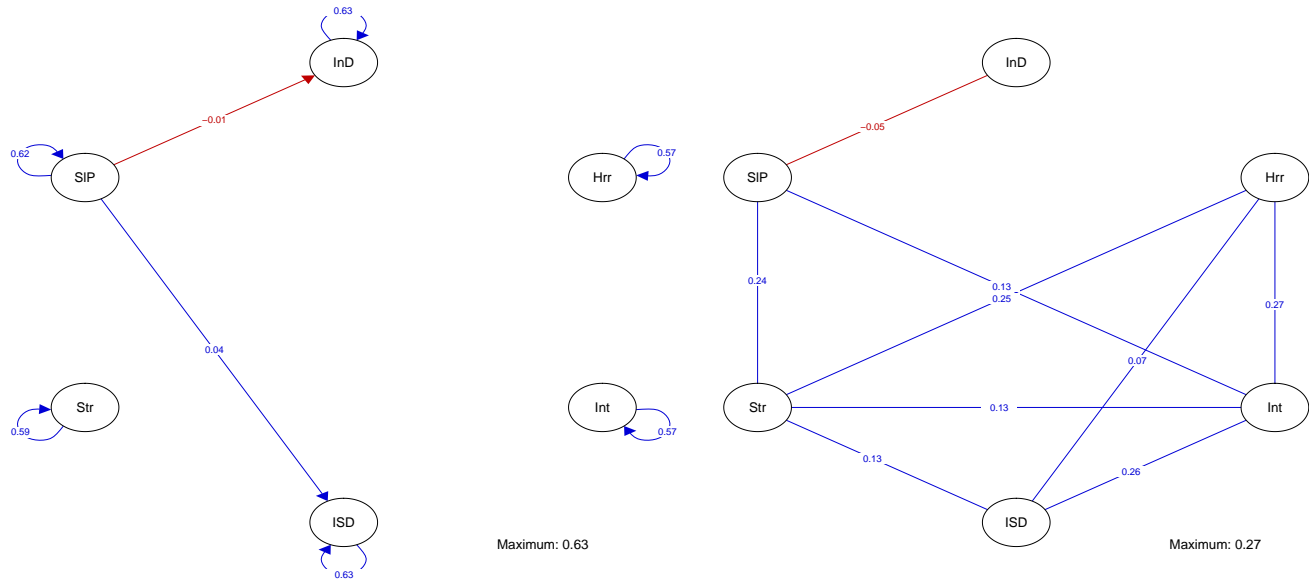 0.63
InD
−0.01
0.62
SIP
0.57
Hrr
0.04
Str
0.59
Int
0.57
ISD
0.63
Maximum: 0.63
InD
−0.05
SIP
Hrr
0.24
0.13
0.25
0.27
0.07
Str
0.13
Int
0.13
0.26
ISD
Maximum: 0.27